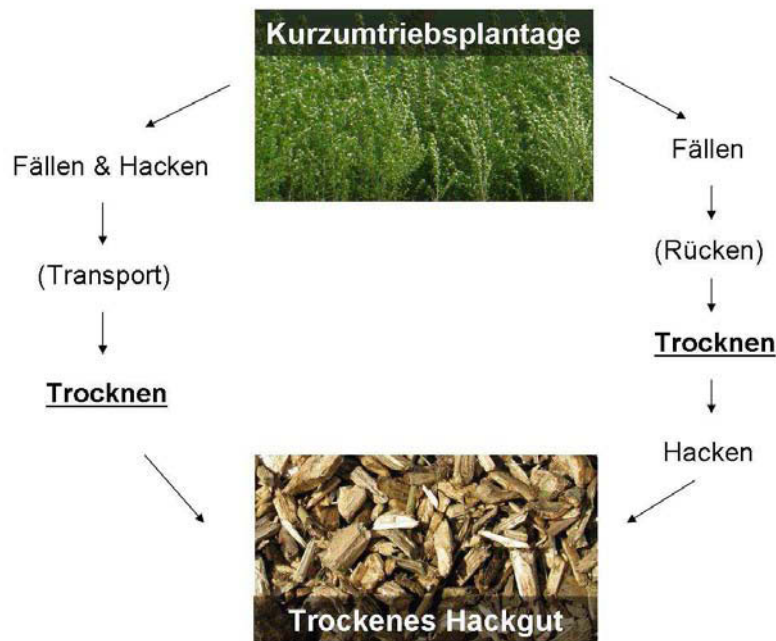 Kurzumtriebsplantage
Fällen & Hacken
(Transport)
Trocknen
Fällen
(Rücken)
Trocknen
Hacken
Trockenes Hackgut